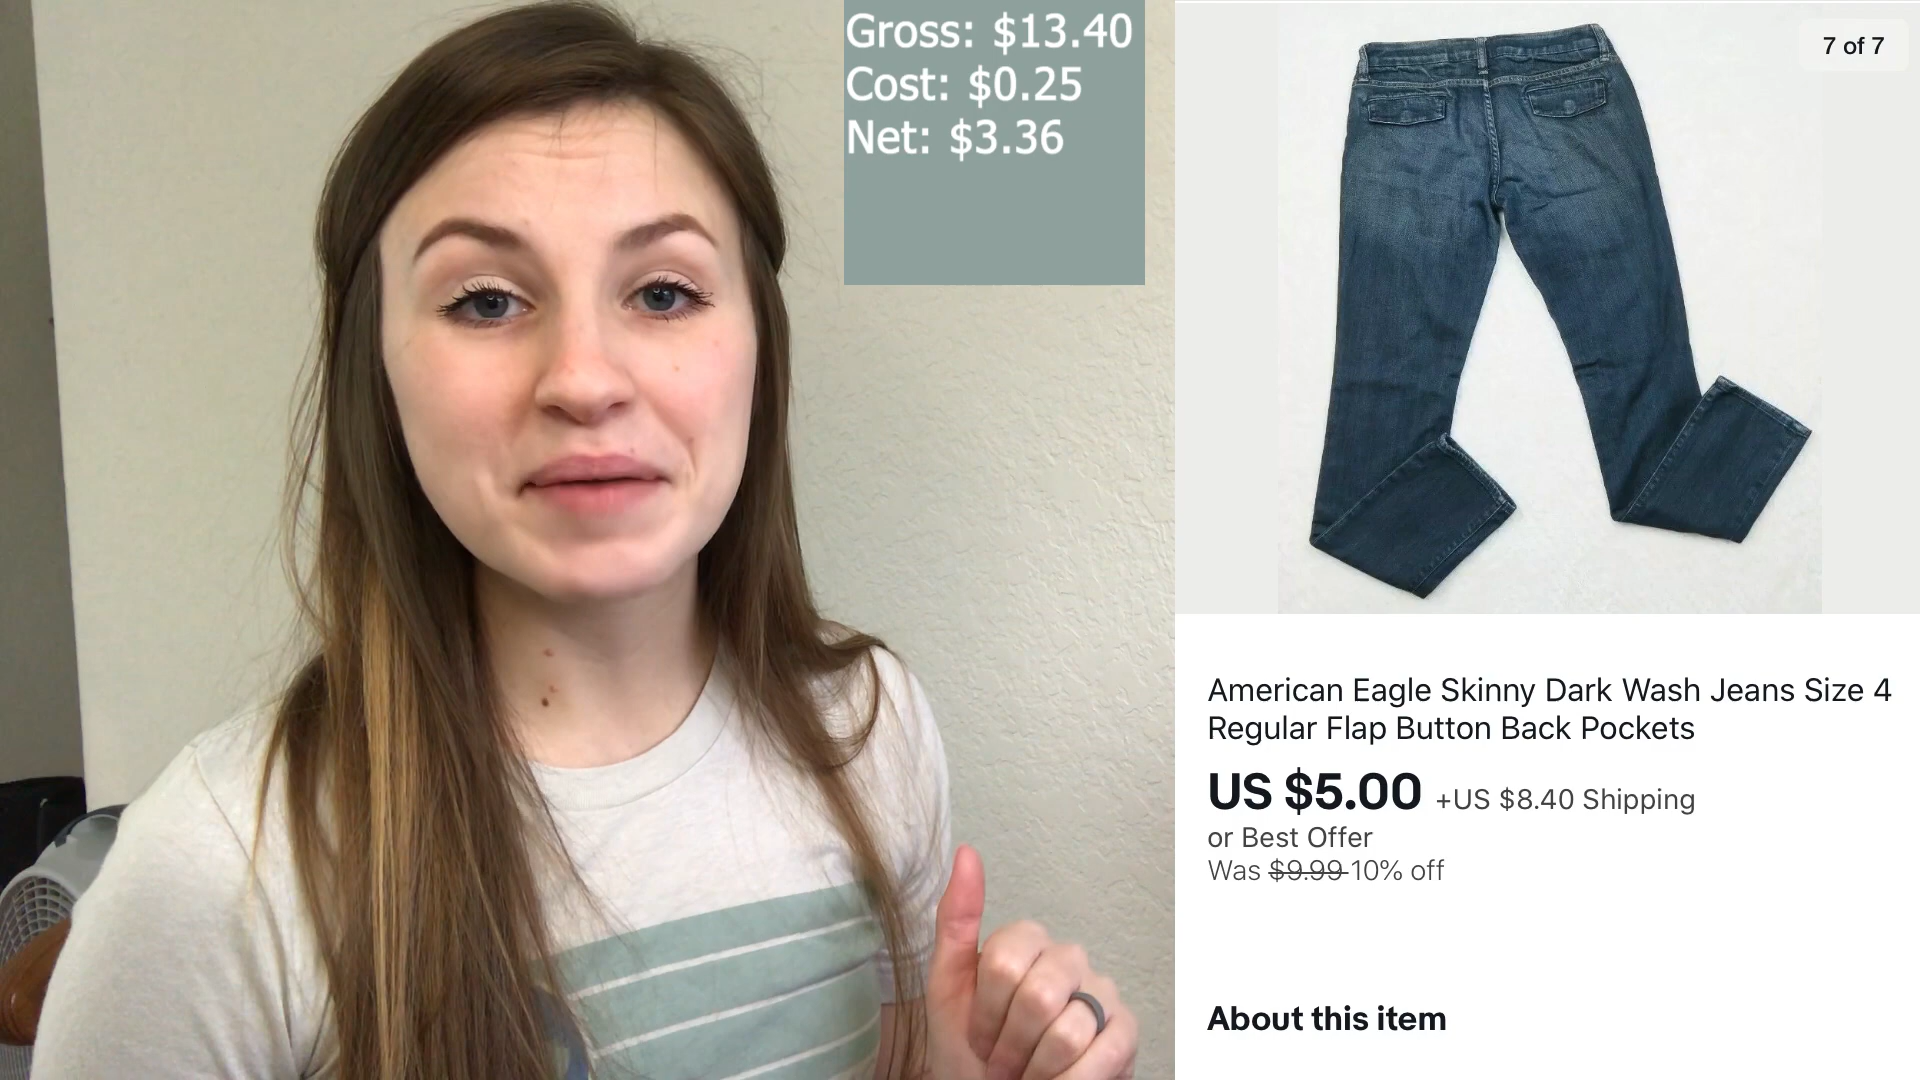 Gross: $13.40
Cost: $0.25
Net: $3.36
7 of 7
American Eagle Skinny Dark Wash Jeans Size 4
Regular Flap Button Back Pockets
US $5.00 +US $8.40 Shipping
or Best Offer
Was $9.99 10% off
About this item